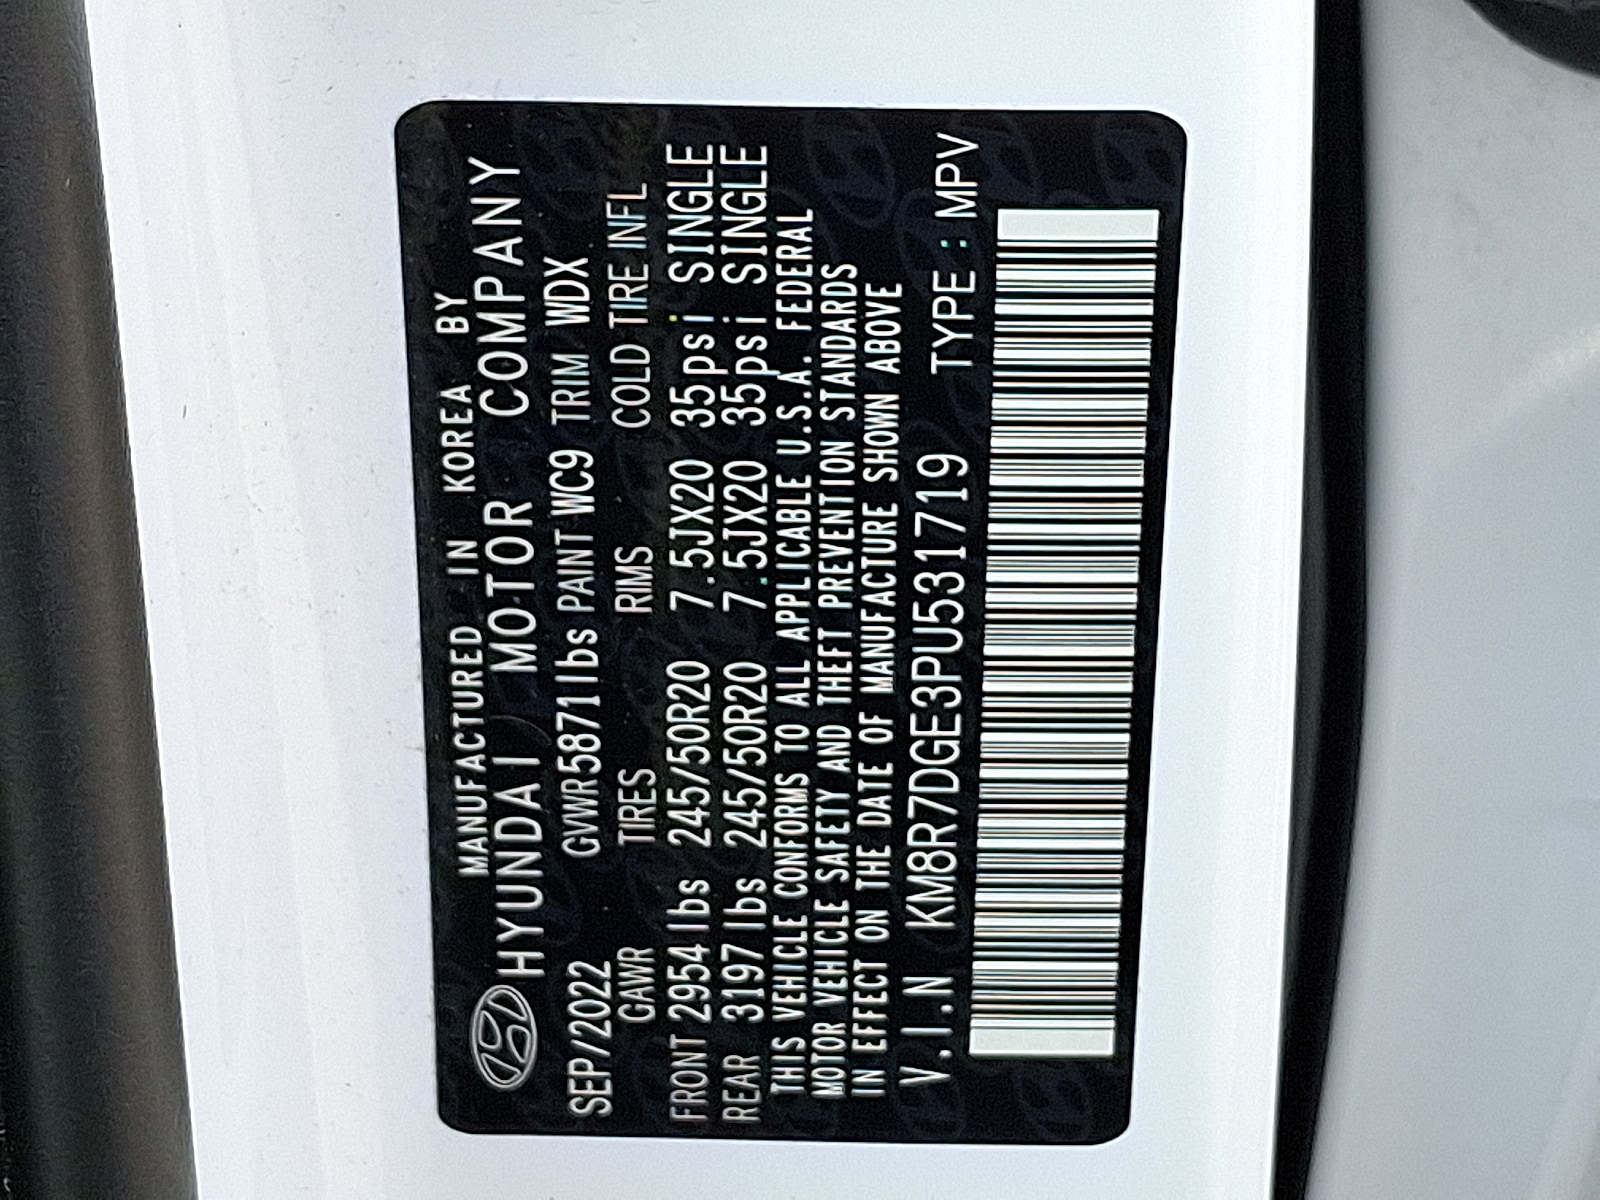 MANUFACTURED IN KOREA BY
HYUNDAI MOTOR COMPANY
SEP/2022 GVWR5871lbs PAINT WC9 TRIM WDX
GAWR TIRES RIMS COLD TIRE INFL
FRONT 2954 lbs 245/50R20 7.5JX20 35psi SINGLE
REAR 3197 lbs 245/50R20 7.5JX20 35psi SINGLE
THIS VEHICLE CONFORMS TO ALL APPLICABLE U.S.A. FEDERAL
MOTOR VEHICLE SAFETY AND THEFT PREVENTION STANDARDS
IN EFFECT ON THE DATE OF MANUFACTURE SHOWN ABOVE
V.I.N KM8R7DGE3PU531719 TYPE : MPV